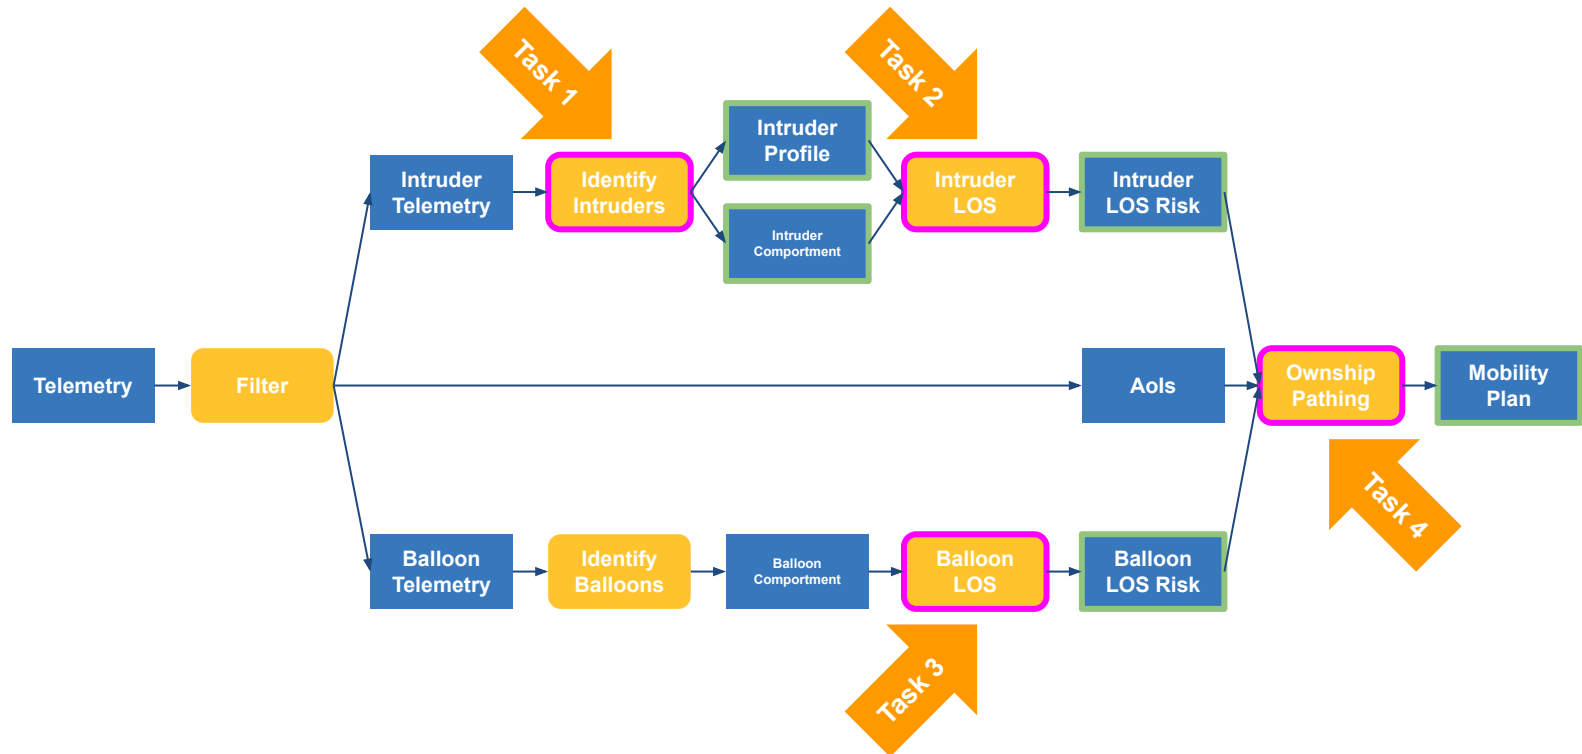 Task 1
Task 2
Intruder
Profile
Intruder
Telemetry
Identify
Intruders
Intruder
LOS
Intruder
LOS Risk
Intruder
Comportment
Telemetry
Filter
AoIs
Ownship
Pathing
Mobility
Plan
Task 4
Balloon
Telemetry
Identify
Balloons
Balloon
Comportment
Balloon
LOS
Balloon
LOS Risk
Task 3